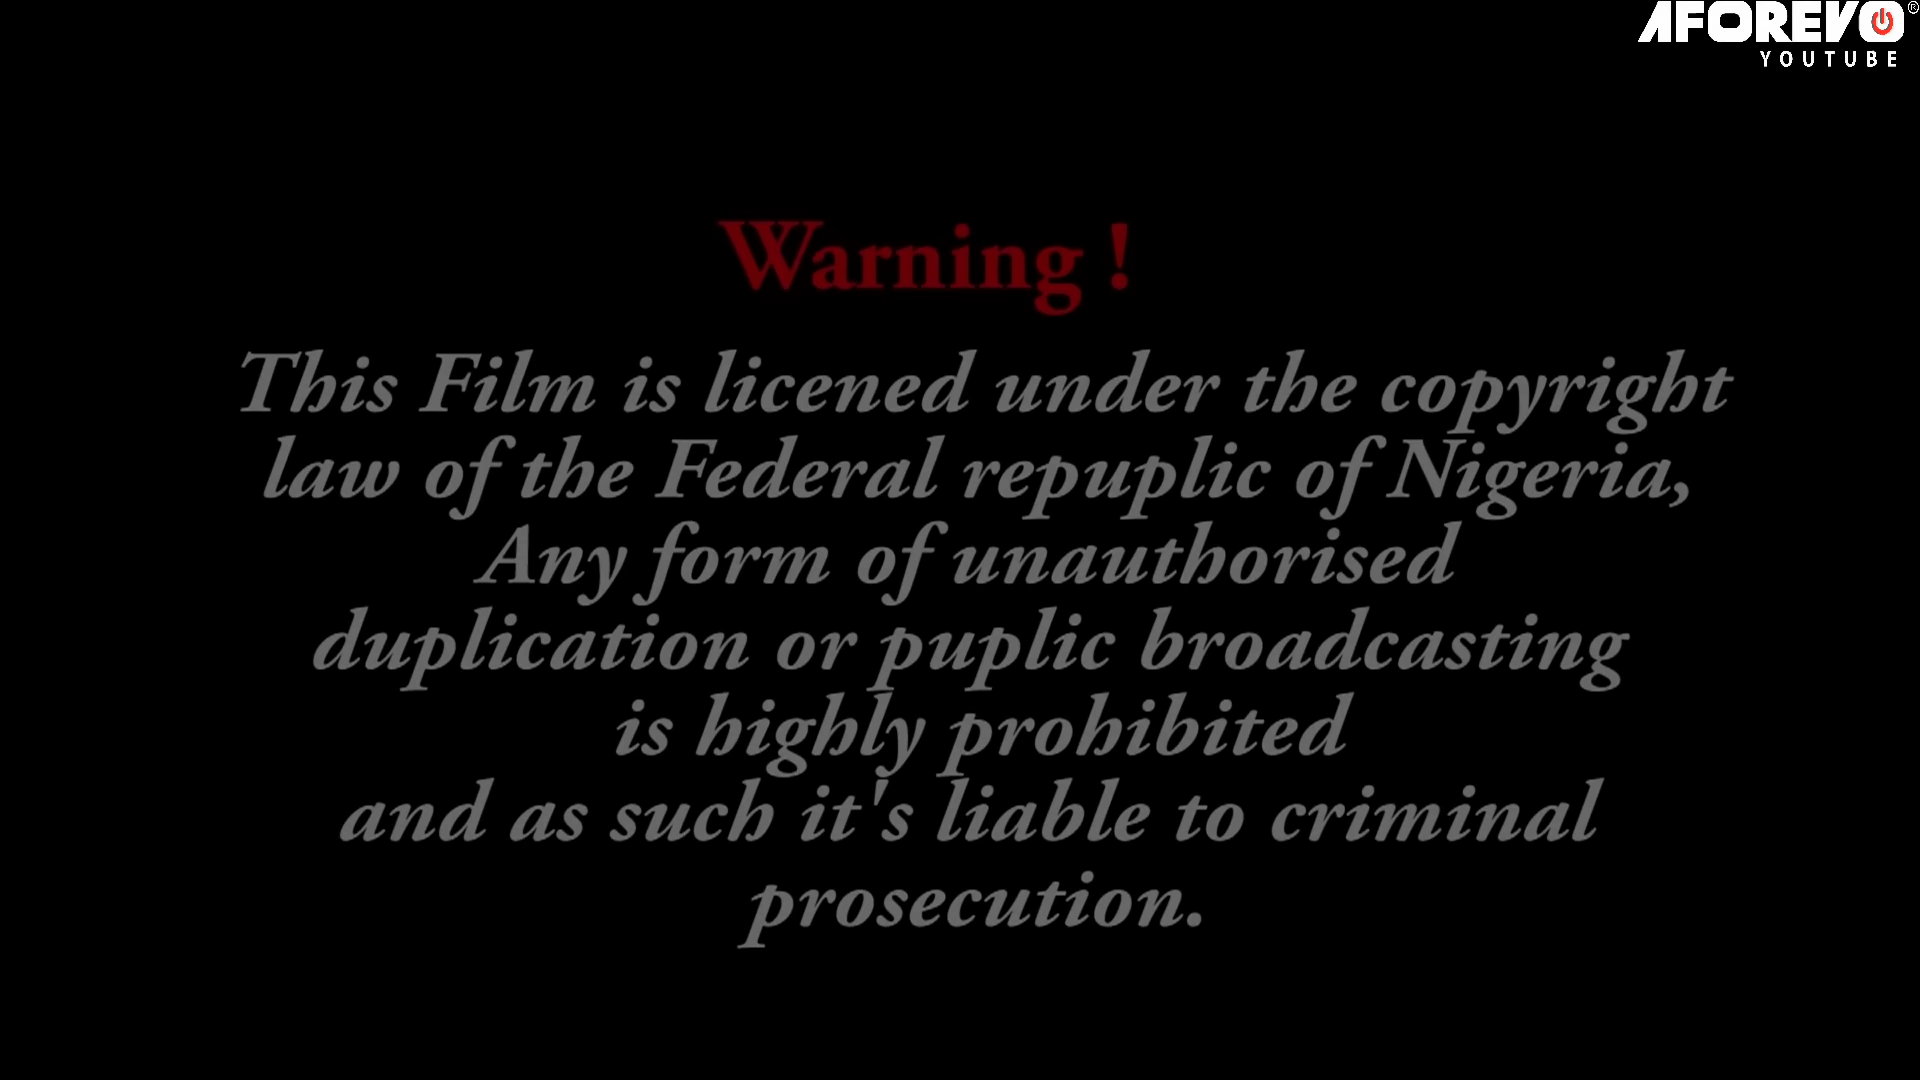 AFOREVO®
YOUTUBE
Warning !
This Film is licened under the copyright
law of the Federal repuplic of Nigeria,
Any form of unauthorised
duplication or puplic broadcasting
is highly prohibited
and as such it's liable to criminal
prosecution.